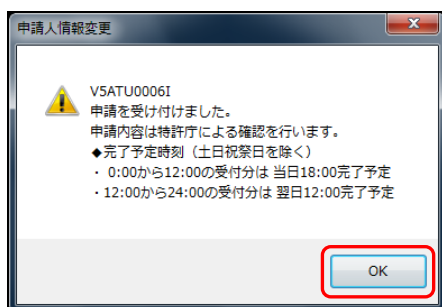 申請人情報変更
V5ATU0006I
申請を受け付けました。
申請内容は特許庁による確認を行います。
◆完了予定時刻（土日祝祭日を除く）
・ 0:00から12:00の受付分は 当日18:00完了予定
・12:00から24:00の受付分は 翌日12:00完了予定
OK